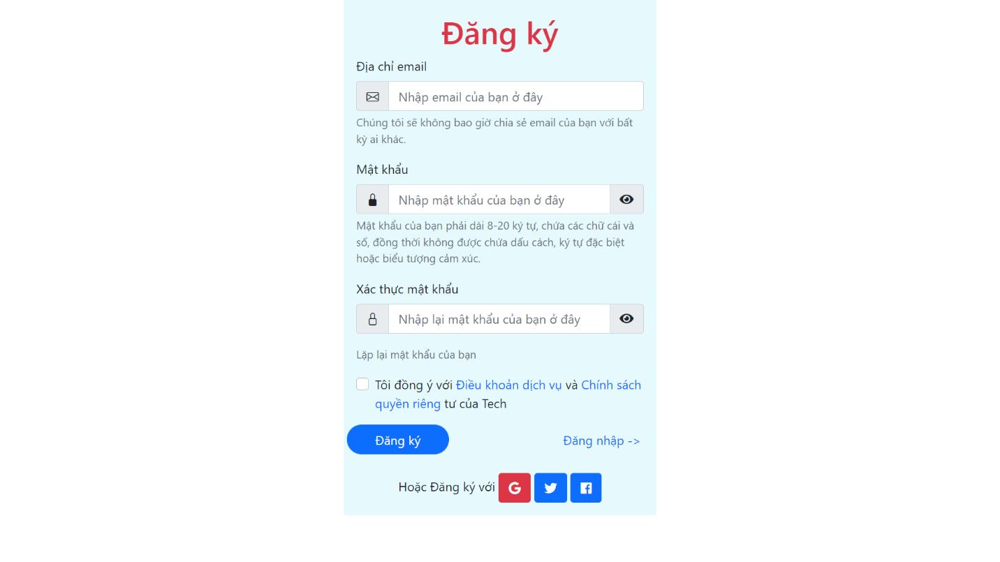 Đăng ký
Địa chỉ email
Nhập email của bạn ở đây
Chúng tôi sẽ không bao giờ chia sẻ email của bạn với bất
kỳ ai khác.
Mật khẩu
Nhập mật khẩu của bạn ở đây
Mật khẩu của bạn phải dài 8-20 ký tự, chứa các chữ cái và
số, đồng thời không được chứa dấu cách, ký tự đặc biệt
hoặc biểu tượng cảm xúc.
Xác thực mật khẩu
Nhập lại mật khẩu của bạn ở đây
Lặp lại mật khẩu của bạn
Tôi đồng ý với Điều khoản dịch vụ và Chính sách
quyền riêng tư của Tech
Đăng ký
Đăng nhập ->
Hoặc Đăng ký với